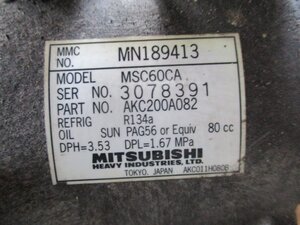 MMC NO. MN189413
MODEL MSC60CA
SER NO. 3078391
PART NO. AKC200A082
REFRIG R134a
OIL SUN PAG56 or Equiv 80 cc
DPH=3.53 DPL=1.67 MPa
MITSUBISHI
HEAVY INDUSTRIES, LTD.
TOKYO, JAPAN AKC011H080B